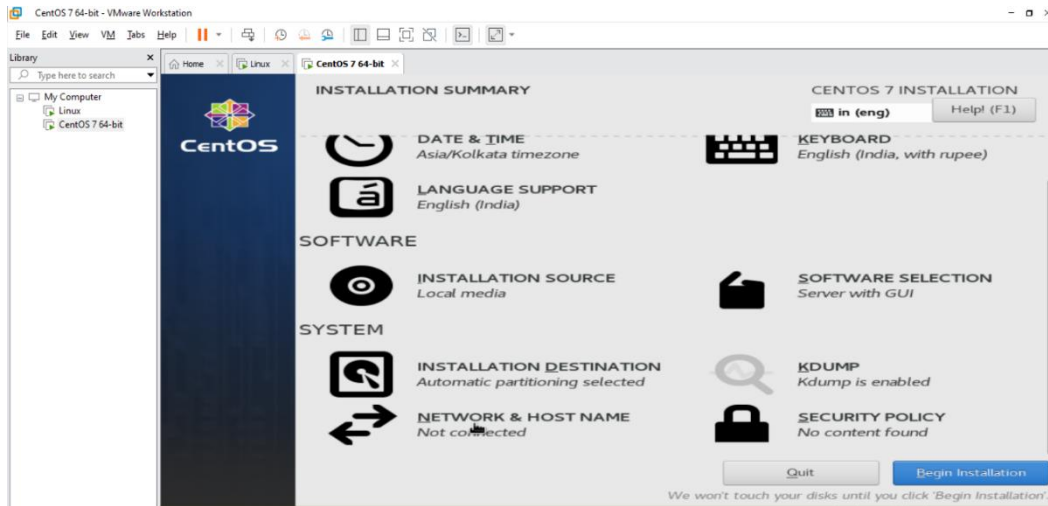 CentOS 7 64-bit - VMware Workstation
File Edit View VM Tabs Help
Library
Type here to search
My Computer
Linux
CentOS 7 64-bit
Home
Linux
CentOS 7 64-bit
CentOS
INSTALLATION SUMMARY
CENTOS 7 INSTALLATION
in (eng)
Help! (F1)
DATE & TIME
Asia/Kolkata timezone
KEYBOARD
English (India, with rupee)
LANGUAGE SUPPORT
English (India)
SOFTWARE
INSTALLATION SOURCE
Local media
SOFTWARE SELECTION
Server with GUI
SYSTEM
INSTALLATION DESTINATION
Automatic partitioning selected
KDUMP
Kdump is enabled
NETWORK & HOST NAME
Not connected
SECURITY POLICY
No content found
Quit
Begin Installation
We won't touch your disks until you click 'Begin Installation'.